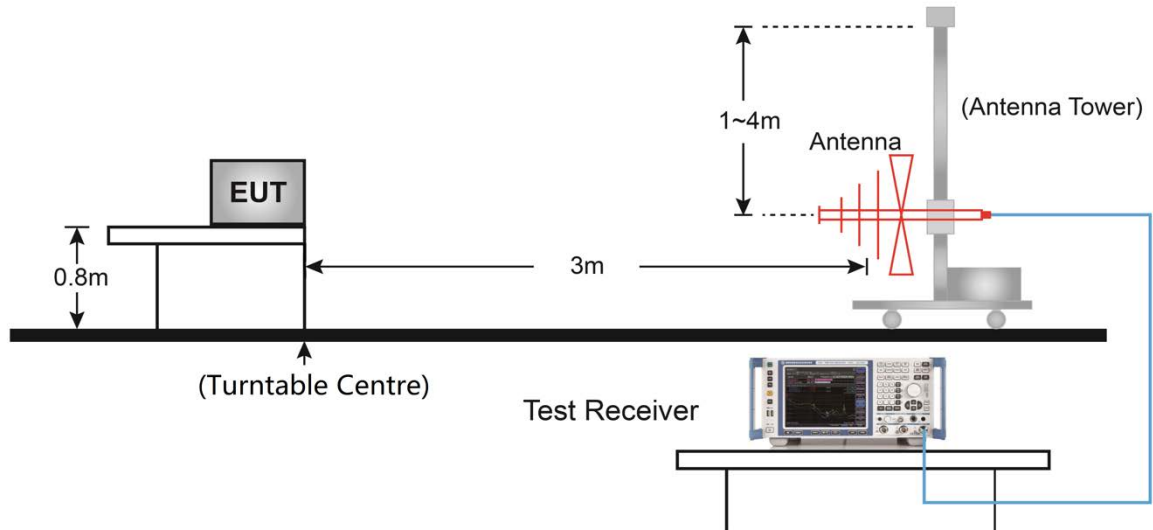 1~4m
(Antenna Tower)
Antenna
EUT
0.8m
3m
(Turntable Centre)
Test Receiver